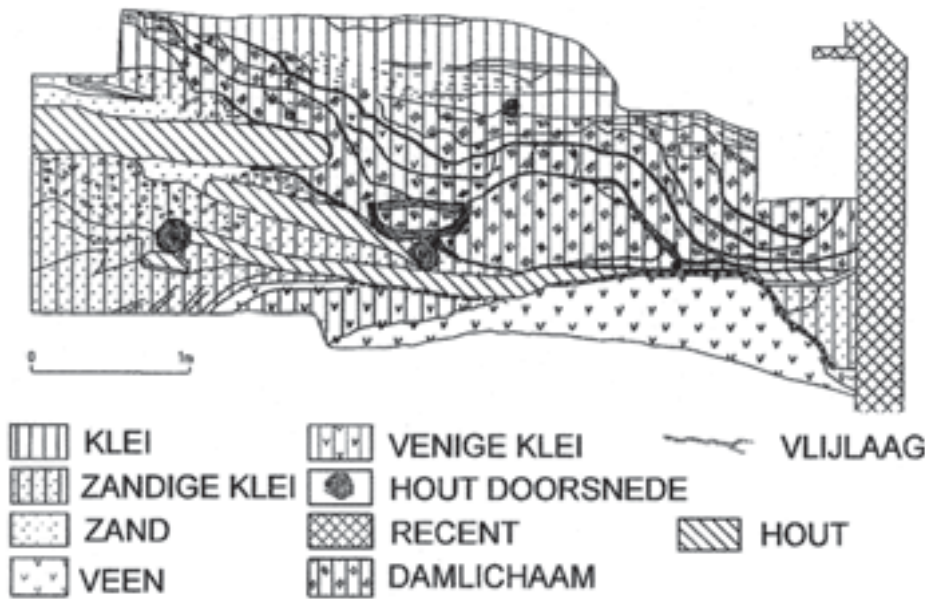 0 1m
KLEI VENIGE KLEI VLIJLAAG
ZANDIGE KLEI HOUT DOORSNEDE
ZAND RECENT HOUT
VEEN DAMLICHAAM